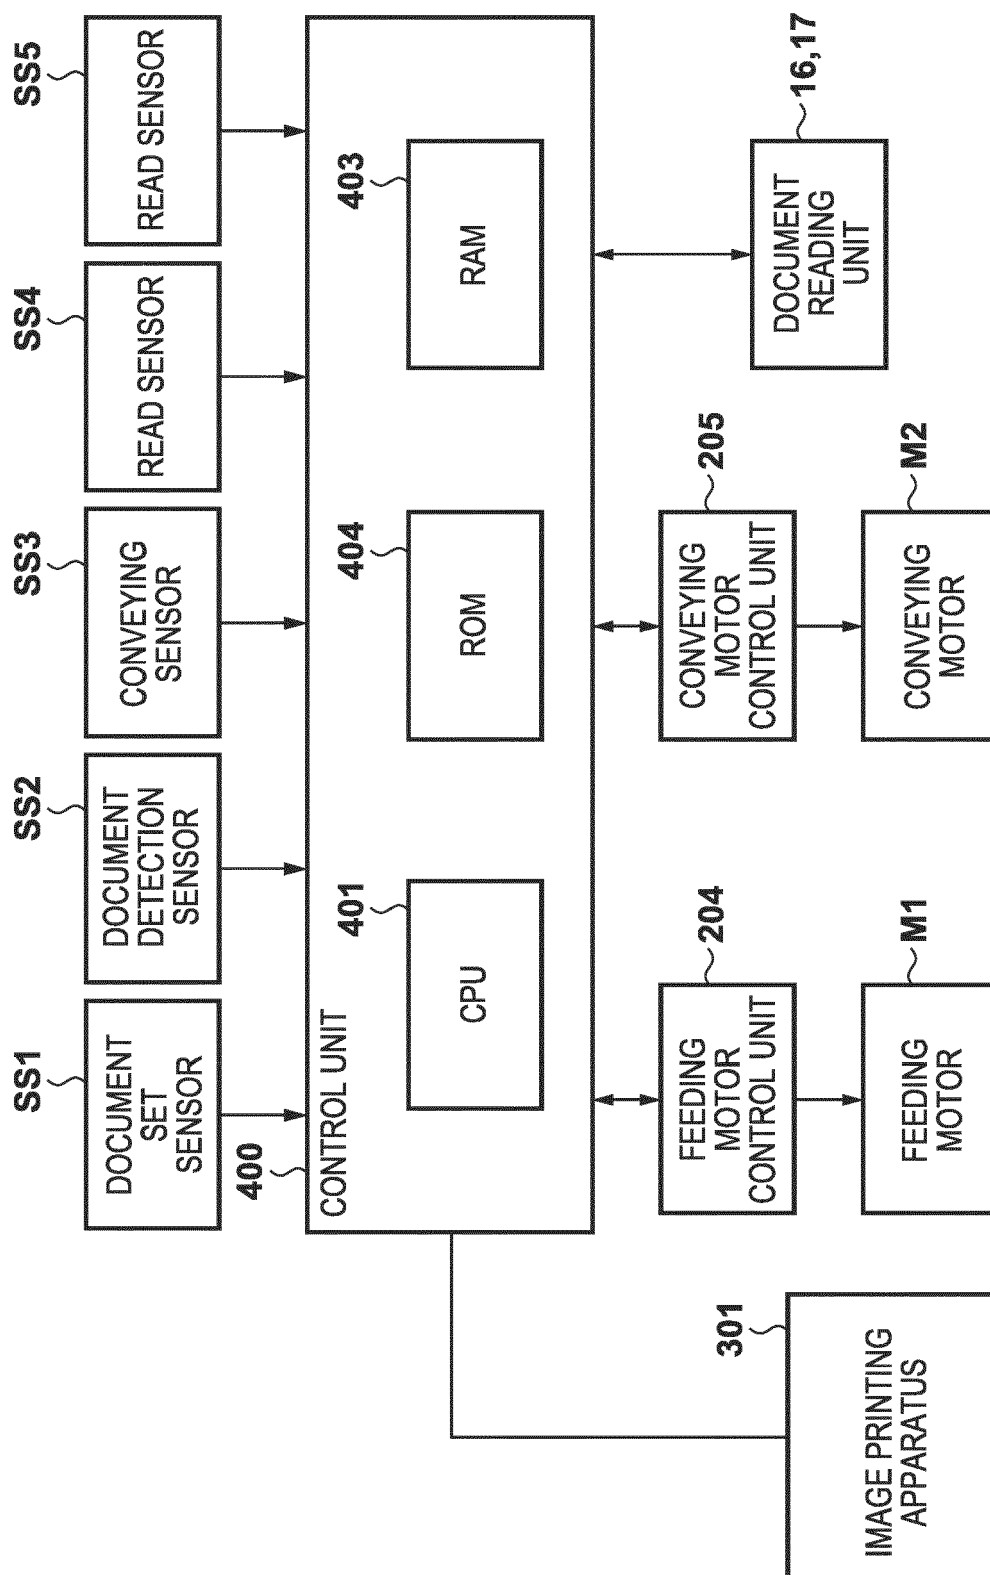 SS1
DOCUMENT
SET
SENSOR
SS2
DOCUMENT
DETECTION
SENSOR
SS3
CONVEYING
SENSOR
SS4
READ SENSOR
SS5
READ SENSOR
400
CONTROL UNIT
401
CPU
404
ROM
403
RAM
301
IMAGE PRINTING
APPARATUS
204
FEEDING
MOTOR
CONTROL UNIT
205
CONVEYING
MOTOR
CONTROL UNIT
16,17
DOCUMENT
READING
UNIT
M1
FEEDING
MOTOR
M2
CONVEYING
MOTOR